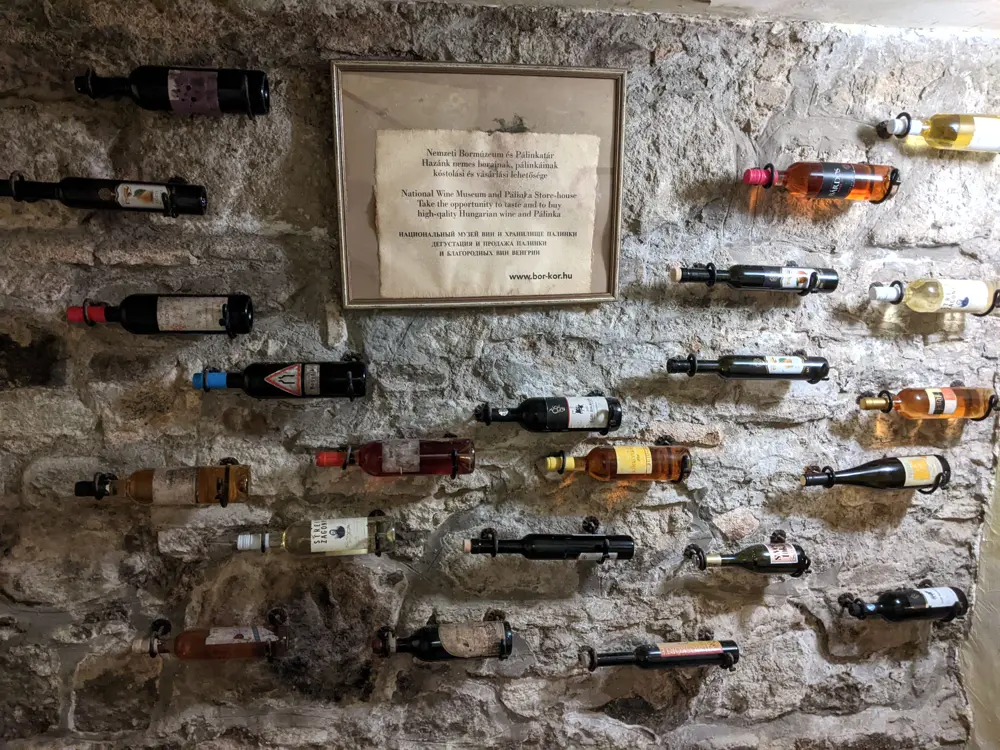 Nemzeti Bormúzeum és Pálinkatár
Hazánk nemes borainak, pálinkáinak
kóstolási és vásárlási lehetősége
National Wine Museum and Pálinka Store-house
Take the opportunity to taste and to buy
high-qality Hungarian wine and Pálinka
НАЦИОНАЛЬНЫЙ МУЗЕЙ ВИН И ХРАНИЛИЩЕ ПАЛИНКИ
ДЕГУСТАЦИЯ И ПРОДАЖА ПАЛИНКИ
И БЛАГОРОДНЫХ ВИН ВЕНГРИИ
www.bor-kor.hu